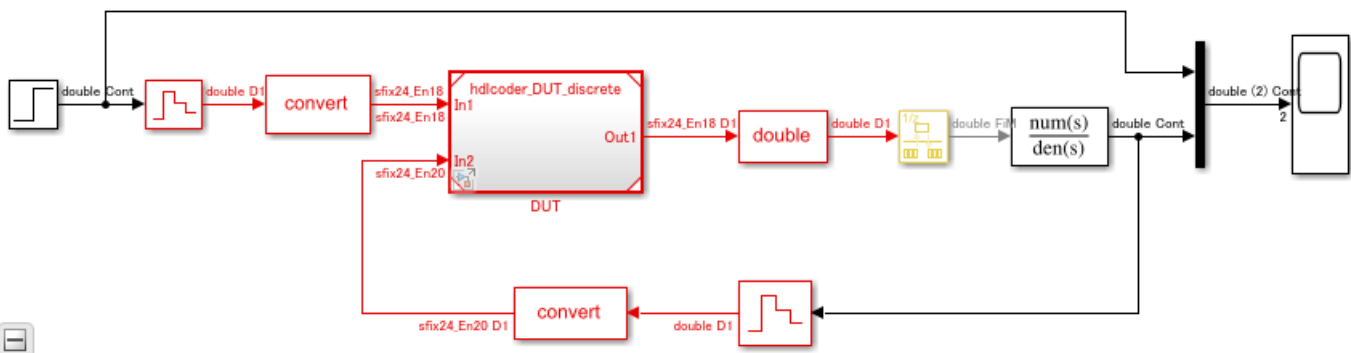 double Cont
double D1
convert
sfix24_En18
sfix24_En18
hdlcoder_DUT_discrete
In1
In2
Out1
DUT
sfix24_En20
sfix24_En18 D1
double
double D1
1/z
double FiM
num(s)
den(s)
double Cont
double (2) Cont
2
convert
sfix24_En20 D1
double D1